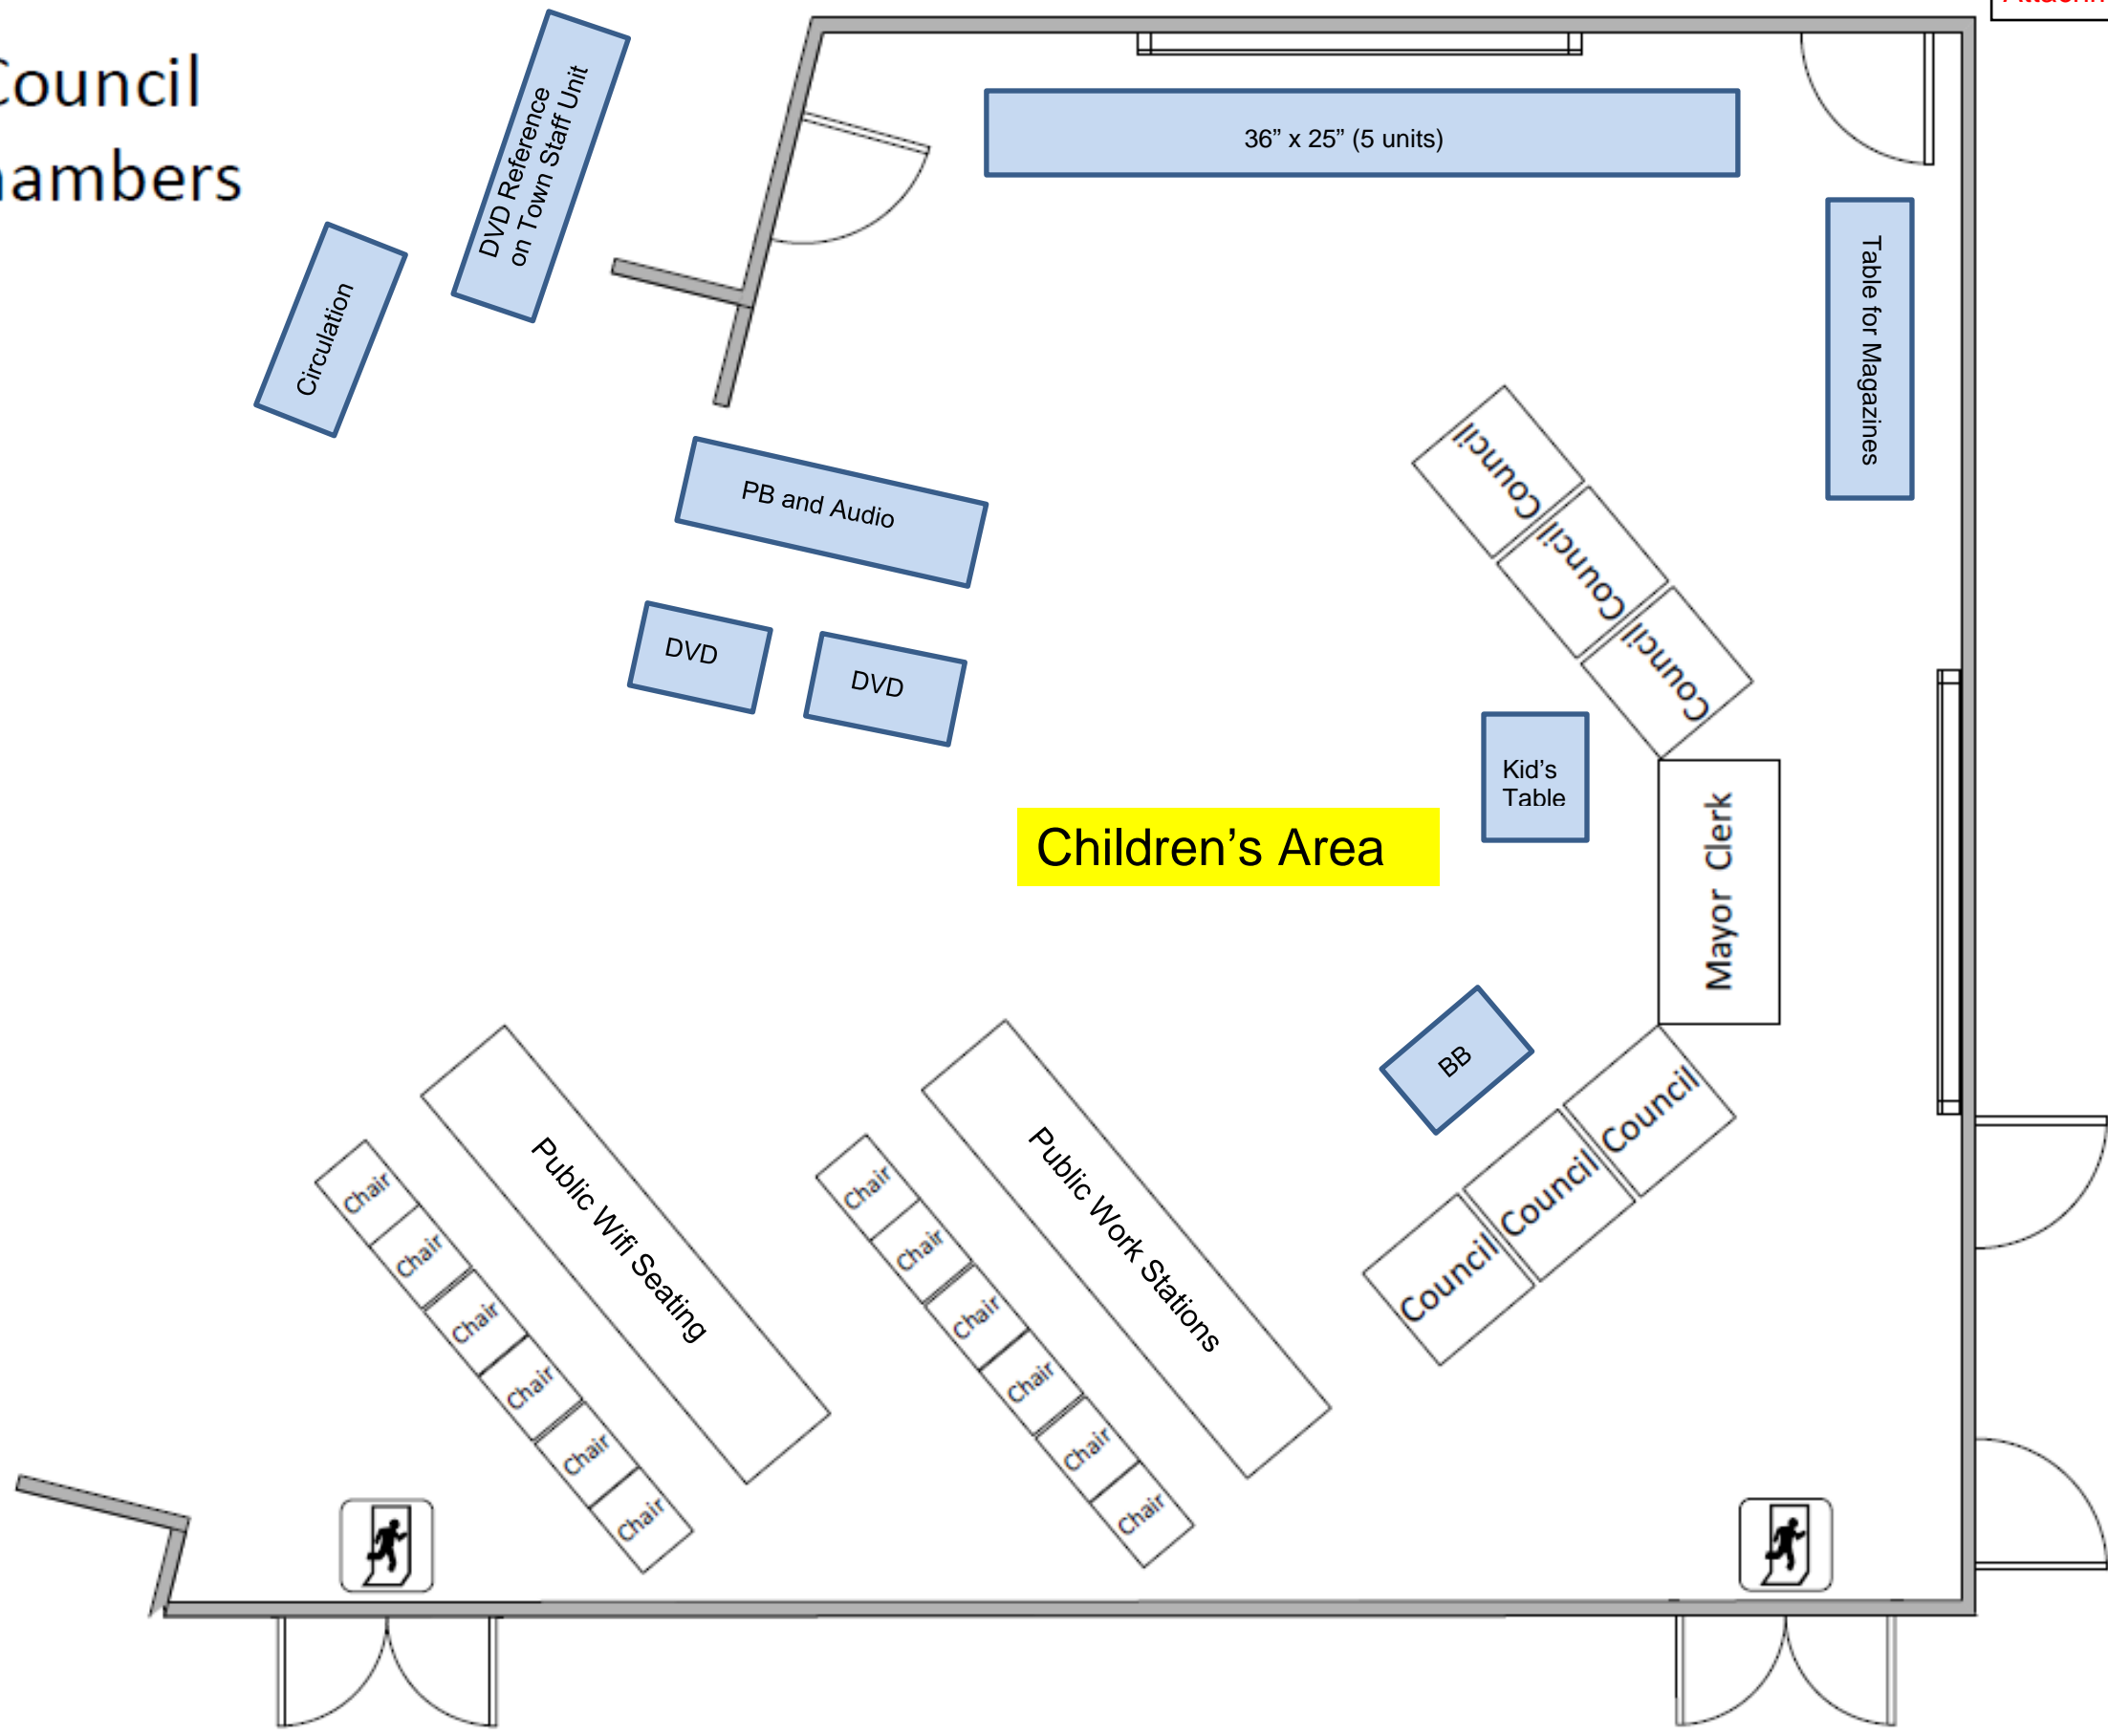 Council
hambers
DVD Reference
on Town Staff Unit
36” x 25” (5 units)
Circulation
Table for Magazines
PB and Audio
Council
Council
Council
DVD
DVD
Kid’s
Table
Children’s Area
Mayor Clerk
BB
Council
Council
Council
Public Wifi Seating
Public Work Stations
Chair
Chair
Chair
Chair
Chair
Chair
Chair
Chair
Chair
Chair
Chair
Chair